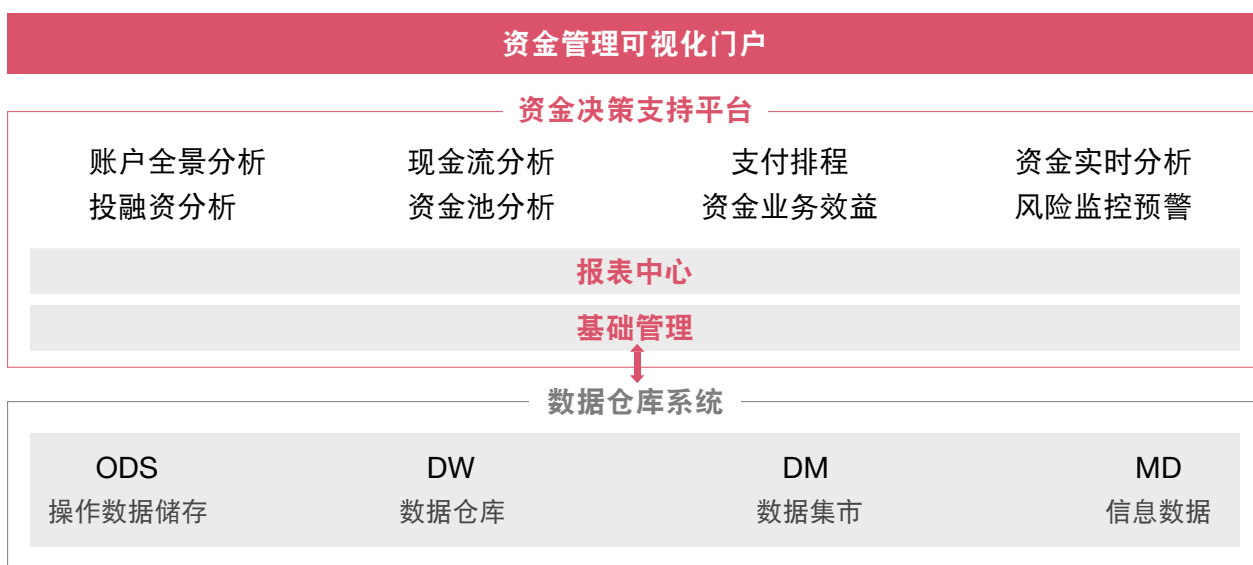 资金管理可视化门户
资金决策支持平台
账户全景分析 现金流分析 支付排程 资金实时分析
投融资分析 资金池分析 资金业务效益 风险监控预警
报表中心
基础管理
数据仓库系统
ODS DW DM MD
操作数据储存 数据仓库 数据集市 信息数据